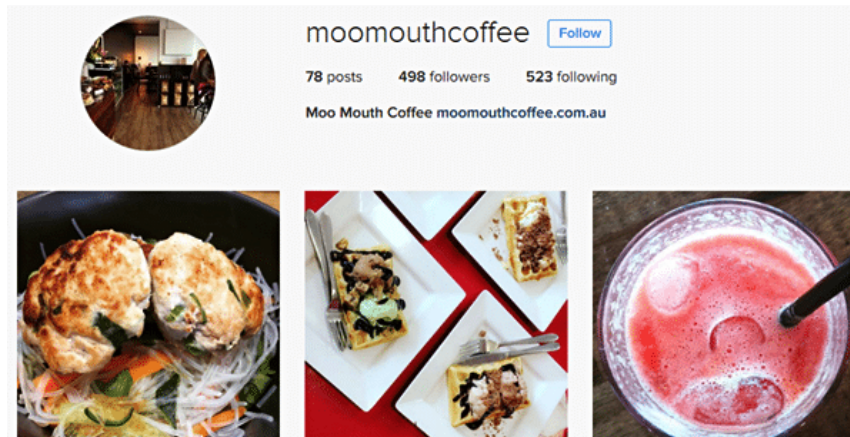 moomouthcoffee Follow
78 posts 498 followers 523 following
Moo Mouth Coffee moomouthcoffee.com.au